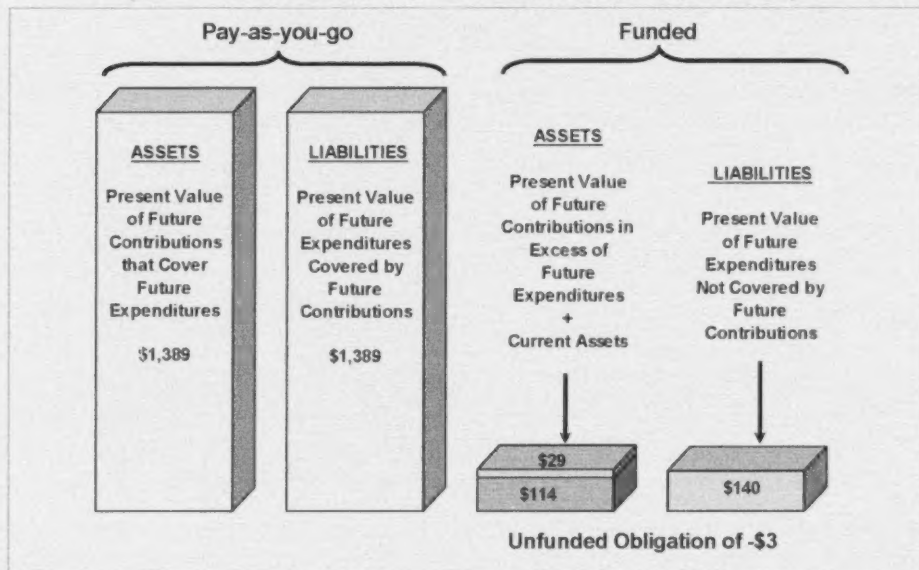 Pay-as-you-go
Funded
ASSETS
Present Value
of Future
Contributions
that Cover
Future
Expenditures
$1,389
LIABILITIES
Present Value
of Future
Expenditures
Covered by
Future
Contributions
$1,389
ASSETS
Present Value
of Future
Contributions in
Excess of
Future
Expenditures
+
Current Assets
$29
$114
LIABILITIES
Present Value
of Future
Expenditures
Not Covered by
Future
Contributions
$140
Unfunded Obligation of -$3